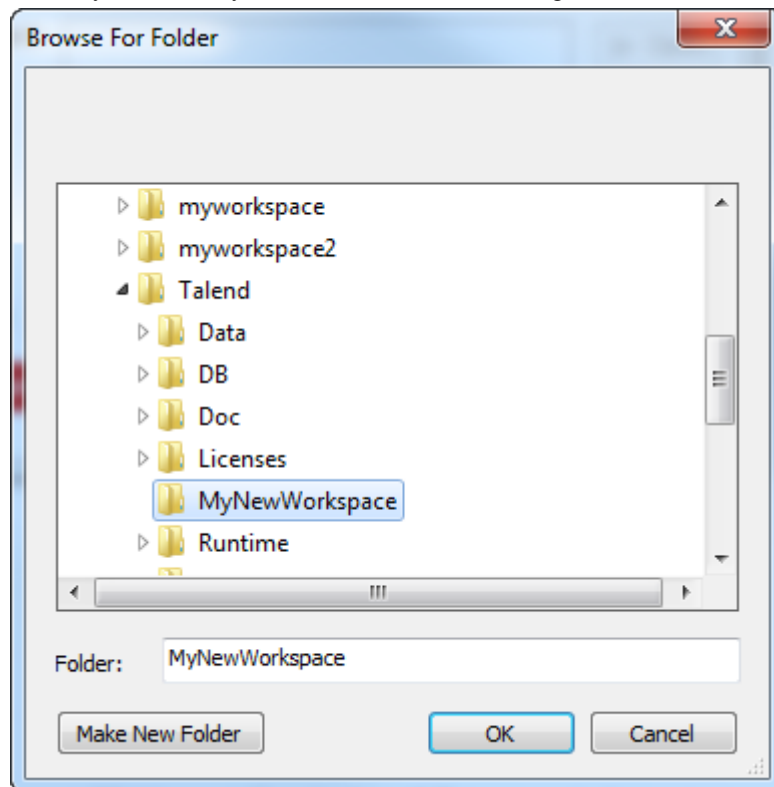 Browse For Folder
myworkspace
myworkspace2
Talend
Data
DB
Doc
Licenses
MyNewWorkspace
Runtime
Folder: MyNewWorkspace
Make New Folder OK Cancel